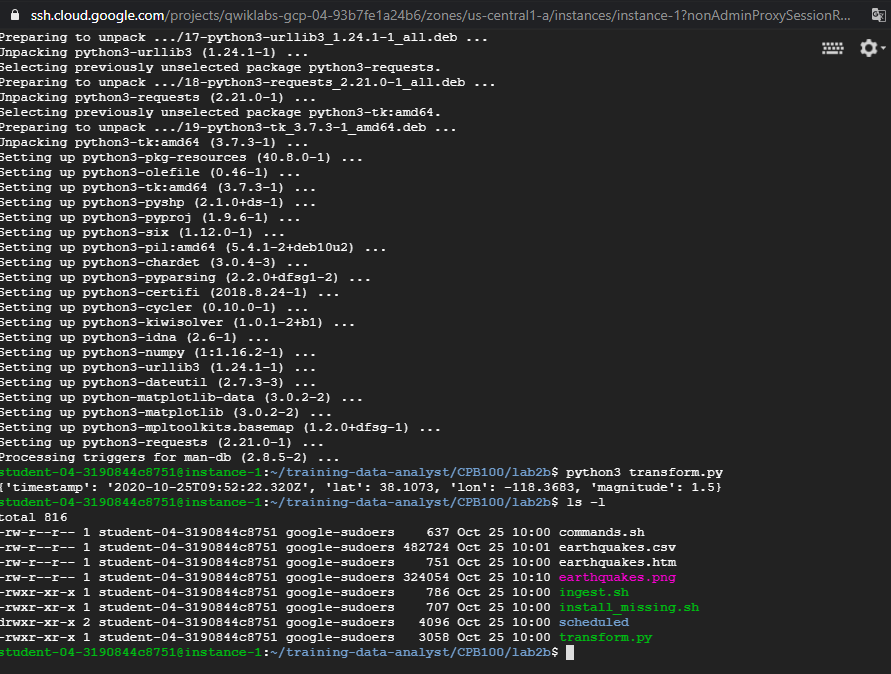 ssh.cloud.google.com/projects/qwiklabs-gcp-04-93b7fe1a24b6/zones/us-central1-a/instances/instance-1?nonAdminProxySessionR...
Preparing to unpack .../17-python3-urllib3_1.24.1-1_all.deb ...
Unpacking python3-urllib3 (1.24.1-1) ...
Selecting previously unselected package python3-requests.
Preparing to unpack .../18-python3-requests_2.21.0-1_all.deb ...
Unpacking python3-requests (2.21.0-1) ...
Selecting previously unselected package python3-tk:amd64.
Preparing to unpack .../19-python3-tk_3.7.3-1_amd64.deb ...
Unpacking python3-tk:amd64 (3.7.3-1) ...
Setting up python3-pkg-resources (40.8.0-1) ...
Setting up python3-olefile (0.46-1) ...
Setting up python3-tk:amd64 (3.7.3-1) ...
Setting up python3-pyshp (2.1.0+ds-1) ...
Setting up python3-pyproj (1.9.6-1) ...
Setting up python3-six (1.12.0-1) ...
Setting up python3-pil:amd64 (5.4.1-2+deb10u2) ...
Setting up python3-chardet (3.0.4-3) ...
Setting up python3-pyparsing (2.2.0+dfsg1-2) ...
Setting up python3-certifi (2018.8.24-1) ...
Setting up python3-cycler (0.10.0-1) ...
Setting up python3-kiwisolver (1.0.1-2+b1) ...
Setting up python3-idna (2.6-1) ...
Setting up python3-numpy (1:1.16.2-1) ...
Setting up python3-urllib3 (1.24.1-1) ...
Setting up python3-dateutil (2.7.3-3) ...
Setting up python-matplotlib-data (3.0.2-2) ...
Setting up python3-matplotlib (3.0.2-2) ...
Setting up python3-mpltoolkits.basemap (1.2.0+dfsg-1) ...
Setting up python3-requests (2.21.0-1) ...
Processing triggers for man-db (2.8.5-2) ...
student-04-3190844c8751@instance-1:~/training-data-analyst/CPB100/lab2b$ python3 transform.py
{'timestamp': '2020-10-25T09:52:22.320Z', 'lat': 38.1073, 'lon': -118.3683, 'magnitude': 1.5}
student-04-3190844c8751@instance-1:~/training-data-analyst/CPB100/lab2b$ ls -l
total 816
-rw-r--r-- 1 student-04-3190844c8751 google-sudoers    637 Oct 25 10:00 commands.sh
-rw-r--r-- 1 student-04-3190844c8751 google-sudoers 482724 Oct 25 10:01 earthquakes.csv
-rw-r--r-- 1 student-04-3190844c8751 google-sudoers    751 Oct 25 10:00 earthquakes.htm
-rw-r--r-- 1 student-04-3190844c8751 google-sudoers 324054 Oct 25 10:10 earthquakes.png
-rwxr-xr-x 1 student-04-3190844c8751 google-sudoers    786 Oct 25 10:00 ingest.sh
-rwxr-xr-x 1 student-04-3190844c8751 google-sudoers    707 Oct 25 10:00 install_missing.sh
drwxr-xr-x 2 student-04-3190844c8751 google-sudoers   4096 Oct 25 10:00 scheduled
-rwxr-xr-x 1 student-04-3190844c8751 google-sudoers   3058 Oct 25 10:00 transform.py
student-04-3190844c8751@instance-1:~/training-data-analyst/CPB100/lab2b$